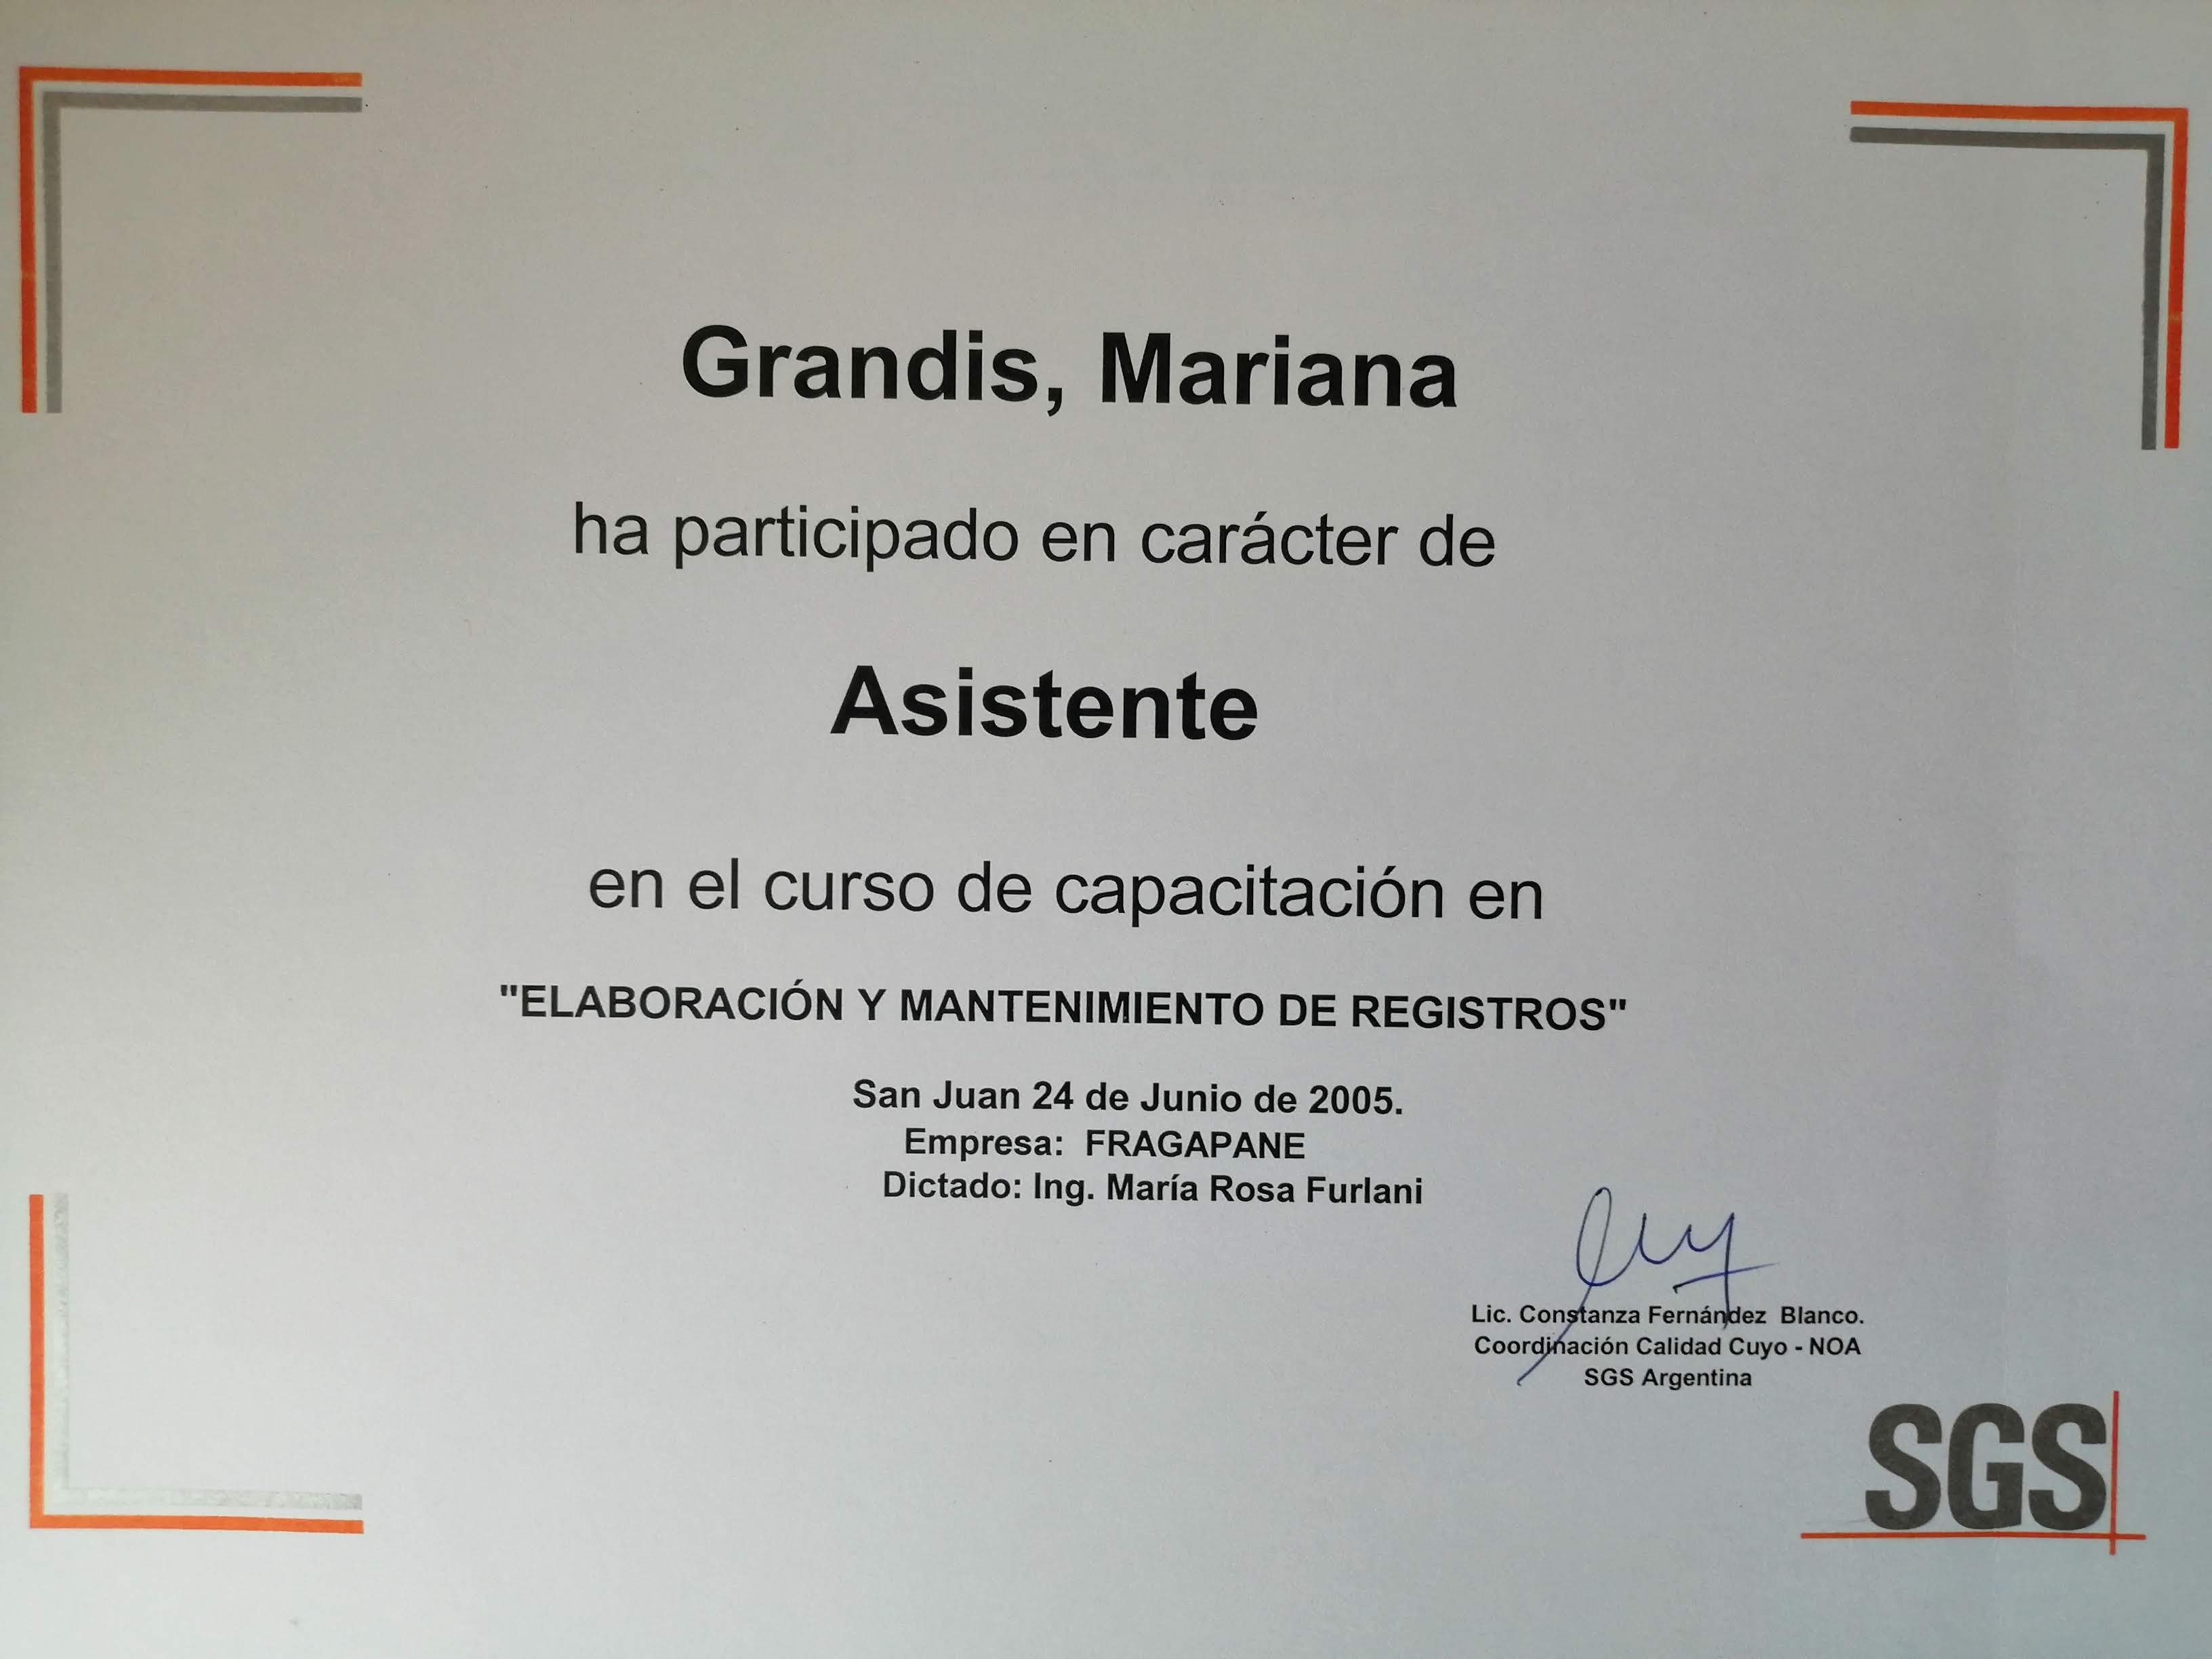 Grandis, Mariana
ha participado en carácter de
Asistente
en el curso de capacitación en
"ELABORACIÓN Y MANTENIMIENTO DE REGISTROS"
San Juan 24 de Junio de 2005.
Empresa: FRAGAPANE
Dictado: Ing. María Rosa Furlani
Lic. Constanza Fernández Blanco.
Coordinación Calidad Cuyo - NOA
SGS Argentina
SGS